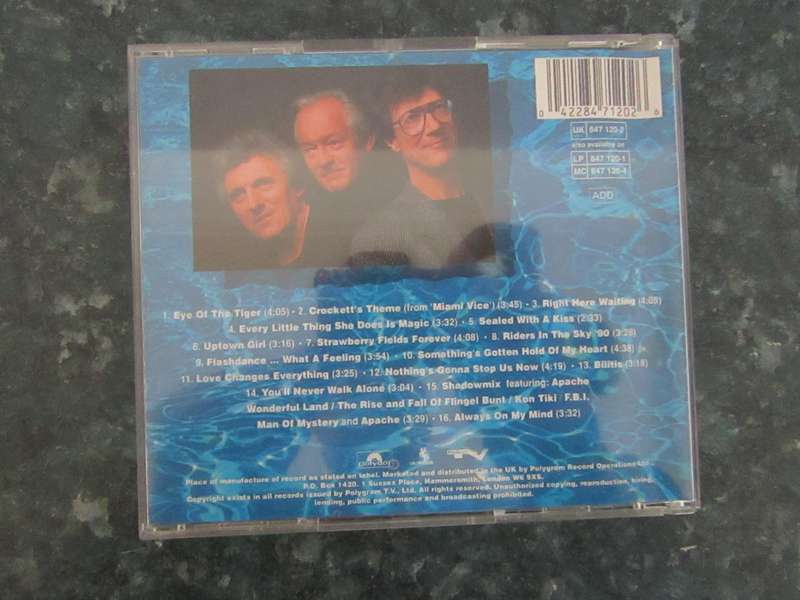 0 42284 71202 6
UK 847 120-2
also available on
LP 847 120-1
MC 847 120-4
ADD
1. Eye Of The Tiger (4:05) • 2. Crockett's Theme (from 'Miami Vice') (3:45) • 3. Right Here Waiting (4:09)
4. Every Little Thing She Does Is Magic (3:32) • 5. Sealed With A Kiss (2:33)
6. Uptown Girl (3:16) • 7. Strawberry Fields Forever (4:08) • 8. Riders In The Sky '90 (3:28)
9. Flashdance ... What A Feeling (3:54) • 10. Something's Gotten Hold Of My Heart (4:38)
11. Love Changes Everything (3:25) • 12. Nothing's Gonna Stop Us Now (4:19) • 13. Bilitis (3:18)
14. You'll Never Walk Alone (3:04) • 15. Shadowmix featuring: Apache
Wonderful Land / The Rise and Fall Of Flingel Bunt / Kon Tiki / F.B.I.
Man Of Mystery and Apache (3:29) • 16. Always On My Mind (3:32)
polydor
TV
Place of manufacture of record as stated on label. Marketed and distributed in the UK by Polygram Record Operations Ltd.,
P.O. Box 1420, 1 Sussex Place, Hammersmith, London W6 9XS.
Copyright exists in all records issued by Polygram T.V., Ltd. All rights reserved. Unauthorized copying, reproduction, hiring,
lending, public performance and broadcasting prohibited.